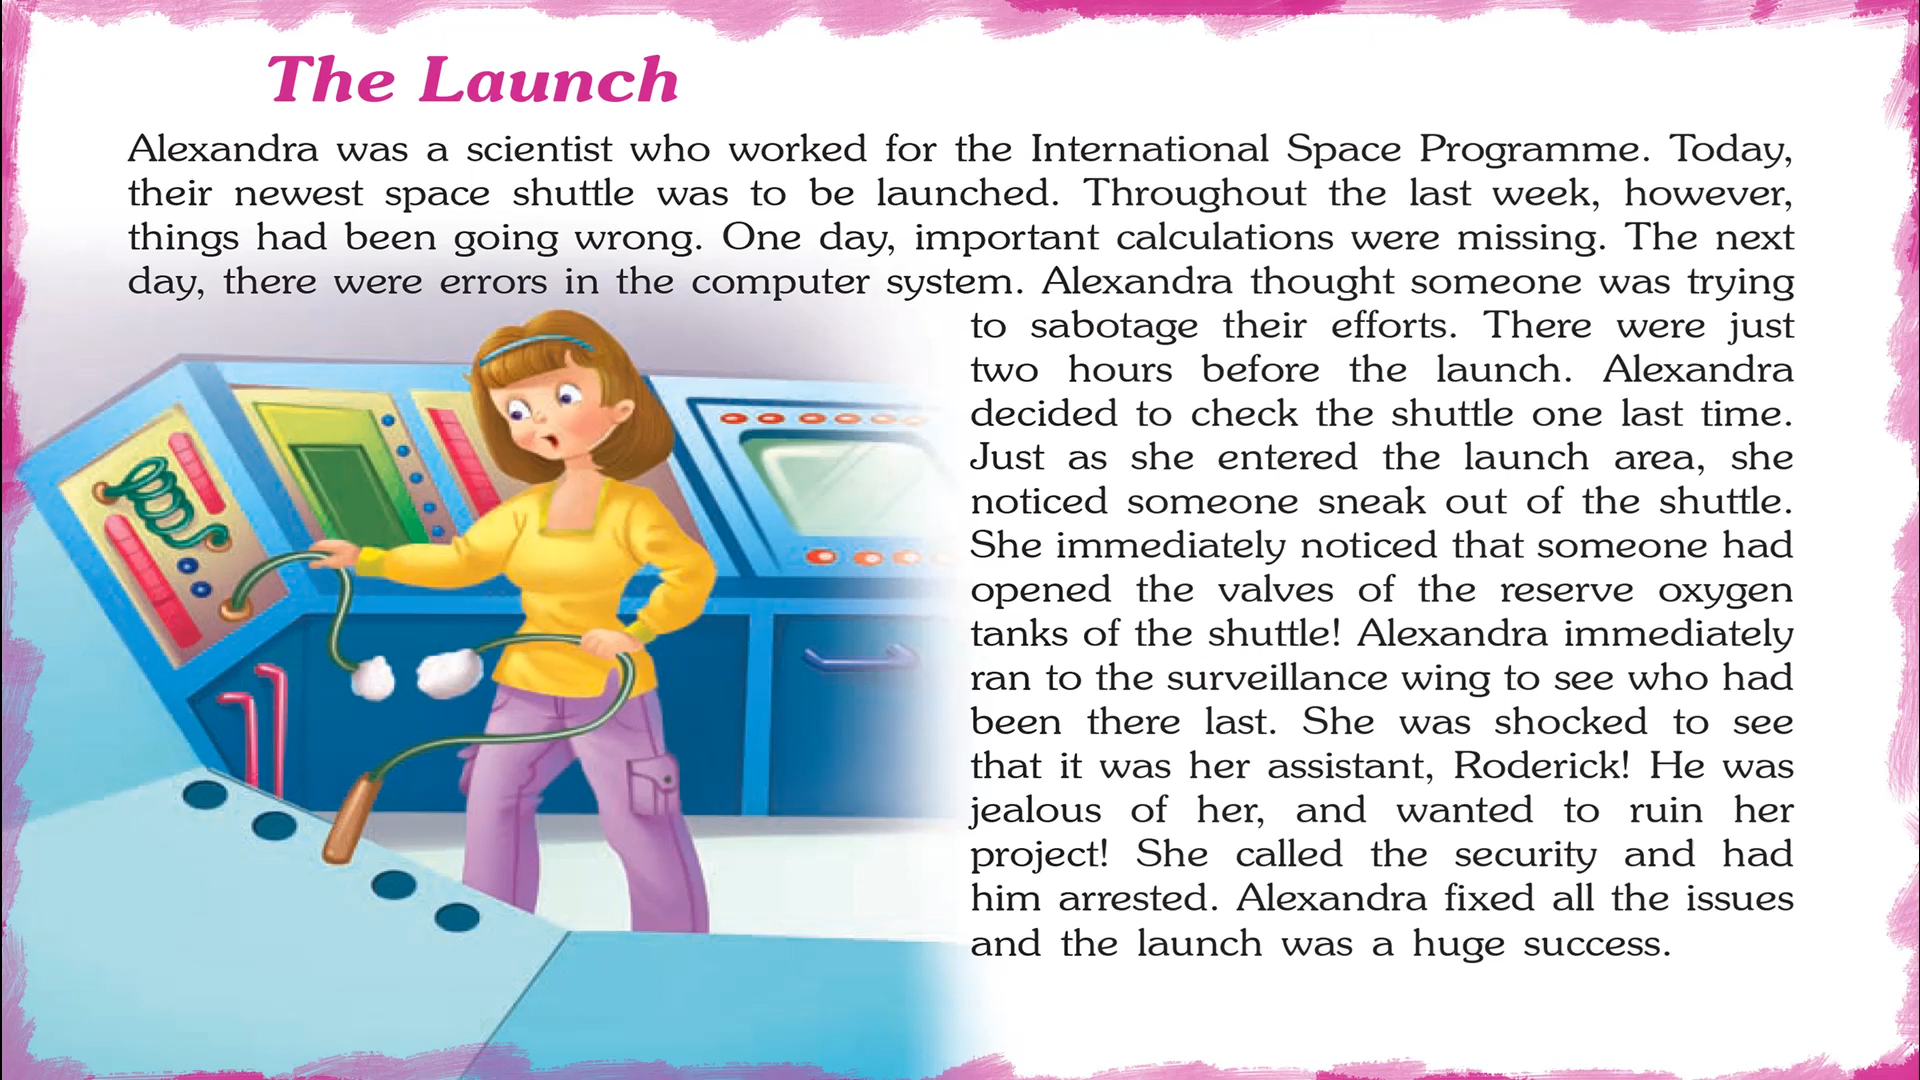 The Launch
Alexandra was a scientist who worked for the International Space Programme. Today,
their newest space shuttle was to be launched. Throughout the last week, however,
things had been going wrong. One day, important calculations were missing. The next
day, there were errors in the computer system. Alexandra thought someone was trying
to sabotage their efforts. There were just
two hours before the launch. Alexandra
decided to check the shuttle one last time.
Just as she entered the launch area, she
noticed someone sneak out of the shuttle.
She immediately noticed that someone had
opened the valves of the reserve oxygen
tanks of the shuttle! Alexandra immediately
ran to the surveillance wing to see who had
been there last. She was shocked to see
that it was her assistant, Roderick! He was
jealous of her, and wanted to ruin her
project! She called the security and had
him arrested. Alexandra fixed all the issues
and the launch was a huge success.